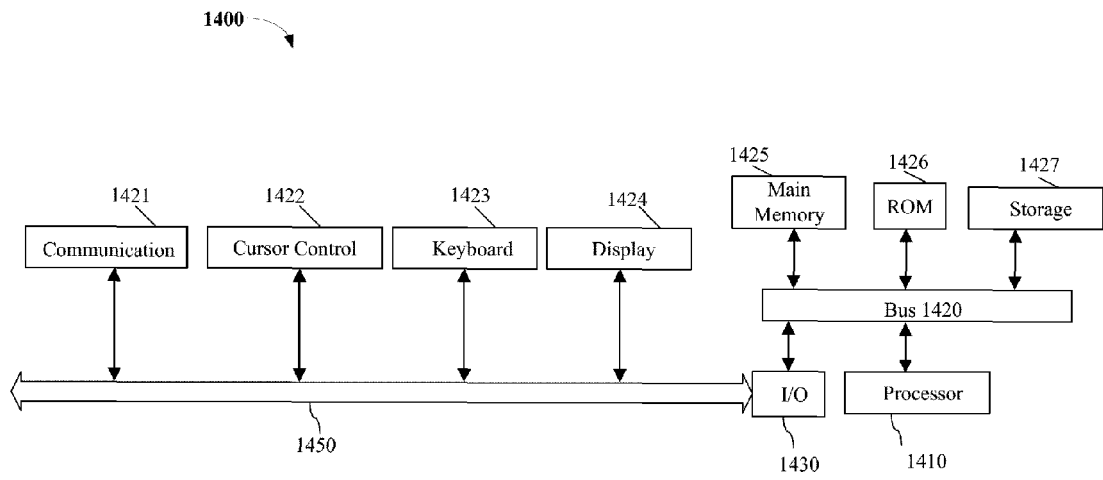 1400
1425
1426
1427
Main
Memory
ROM
Storage
1421
1422
1423
1424
Communication
Cursor Control
Keyboard
Display
Bus 1420
I/O
Processor
1450
1430
1410